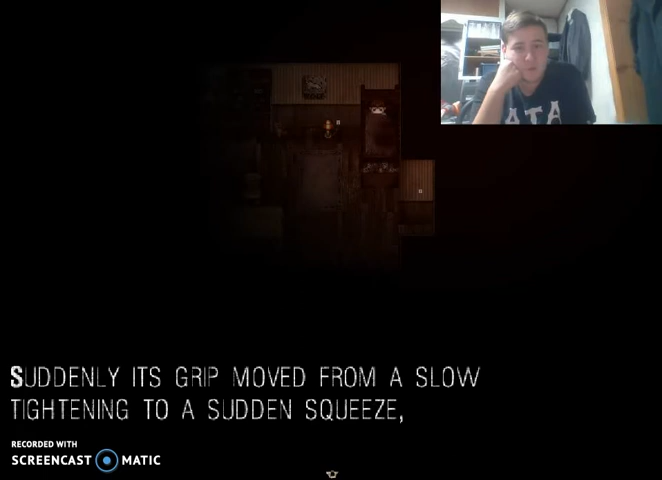 SUDDENLY ITS GRIP MOVED FROM A SLOW
TIGHTENING TO A SUDDEN SQUEEZE,
RECORDED WITH
SCREENCAST MATIC